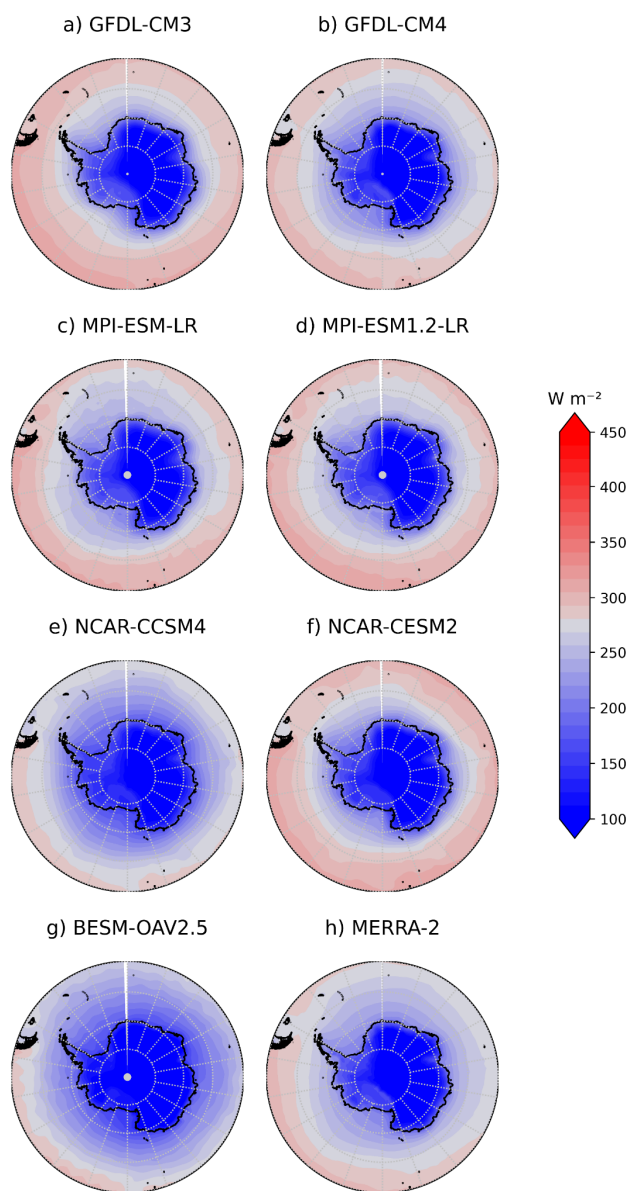 a) GFDL-CM3
b) GFDL-CM4
c) MPI-ESM-LR
d) MPI-ESM1.2-LR
W m⁻²
450
400
350
300
250
200
150
100
e) NCAR-CCSM4
f) NCAR-CESM2
g) BESM-OAV2.5
h) MERRA-2